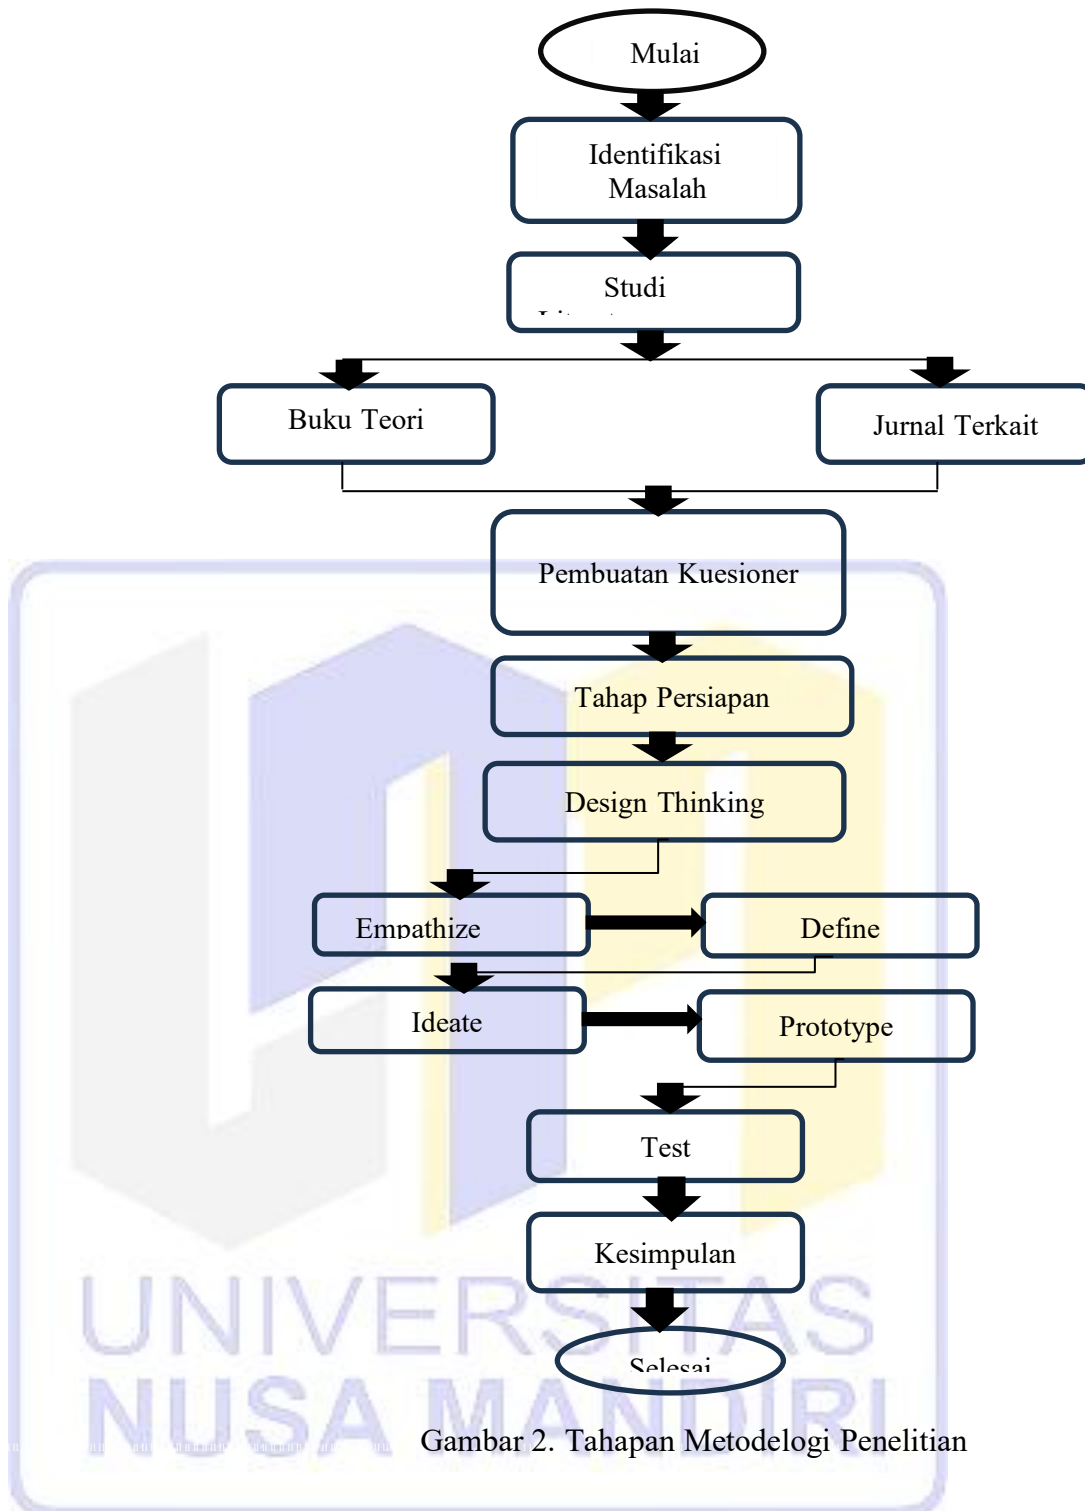 Mulai
Identifikasi
Masalah
Studi
Buku Teori
Jurnal Terkait
Pembuatan Kuesioner
Tahap Persiapan
Design Thinking
Empathize
Define
Ideate
Prototype
Test
Kesimpulan
Selesai
UNIVERSITAS
NUSA MANDIRI
Gambar 2. Tahapan Metodelogi Penelitian